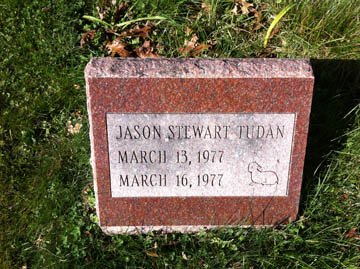 JASON STEWART TUDAN
MARCH 13, 1977
MARCH 16, 1977